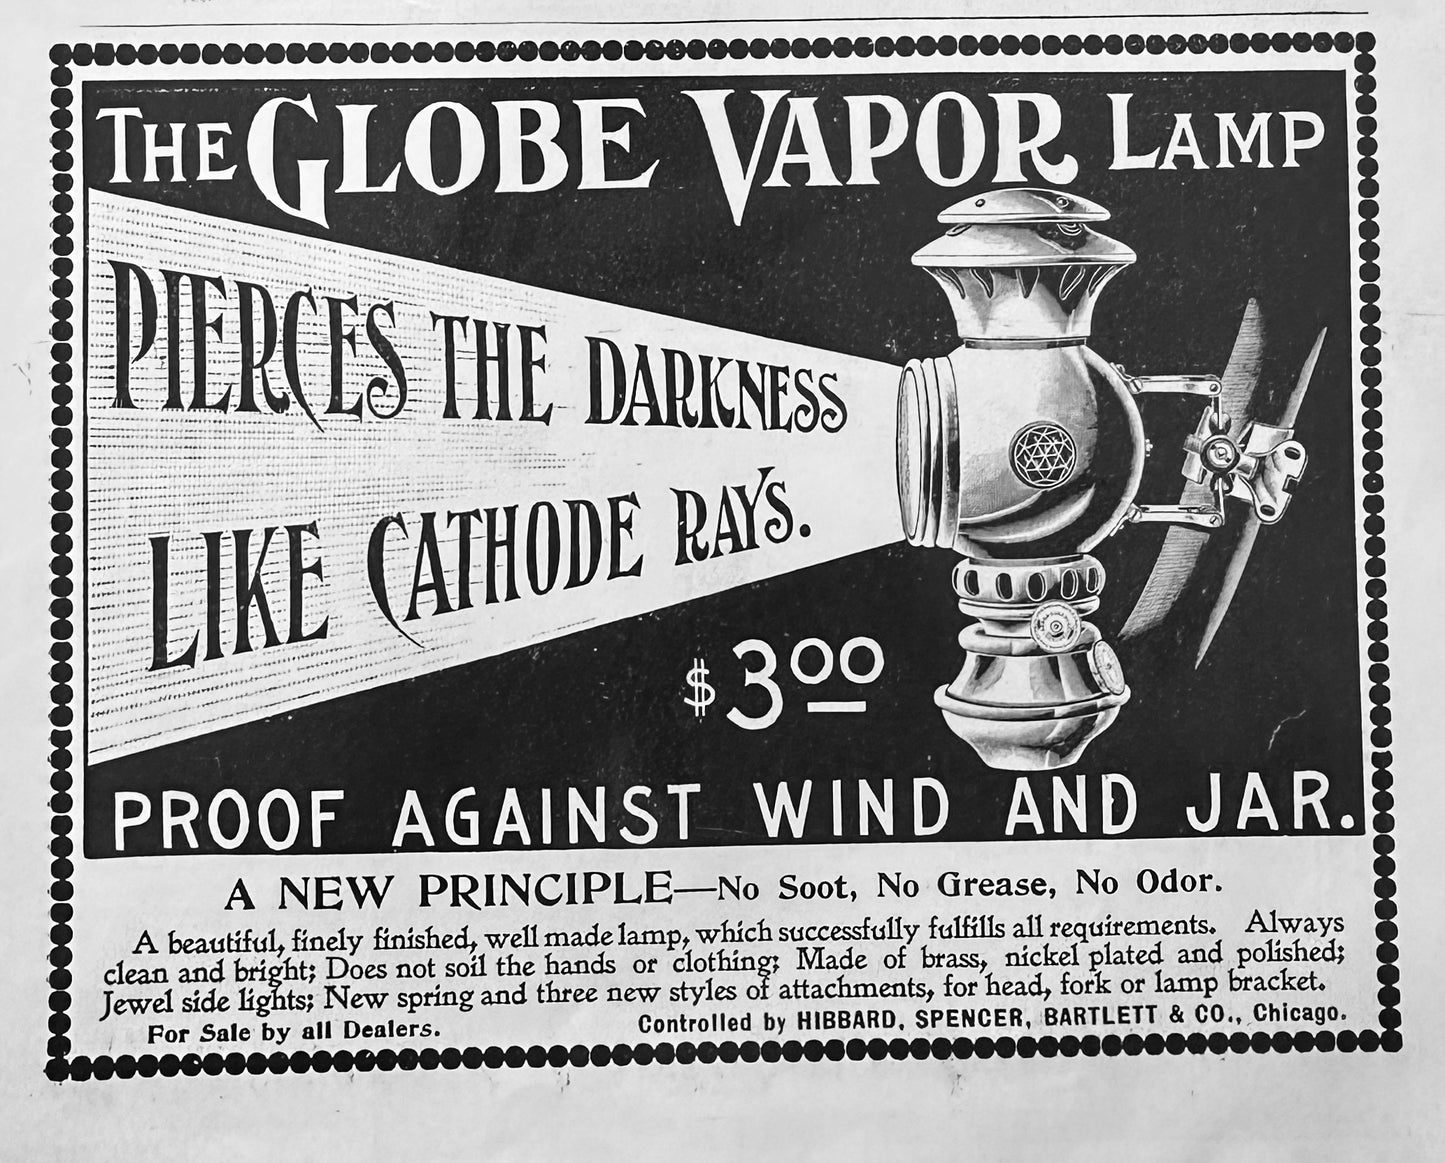 THE GLOBE VAPOR LAMP
PIERCES THE DARKNESS
LIKE CATHODE RAYS.
$3 00
PROOF AGAINST WIND AND JAR.
A NEW PRINCIPLE—No Soot, No Grease, No Odor.
A beautiful, finely finished, well made lamp, which successfully fulfills all requirements. Always
clean and bright; Does not soil the hands or clothing; Made of brass, nickel plated and polished;
Jewel side lights; New spring and three new styles of attachments, for head, fork or lamp bracket.
For Sale by all Dealers. Controlled by HIBBARD, SPENCER, BARTLETT & CO., Chicago.